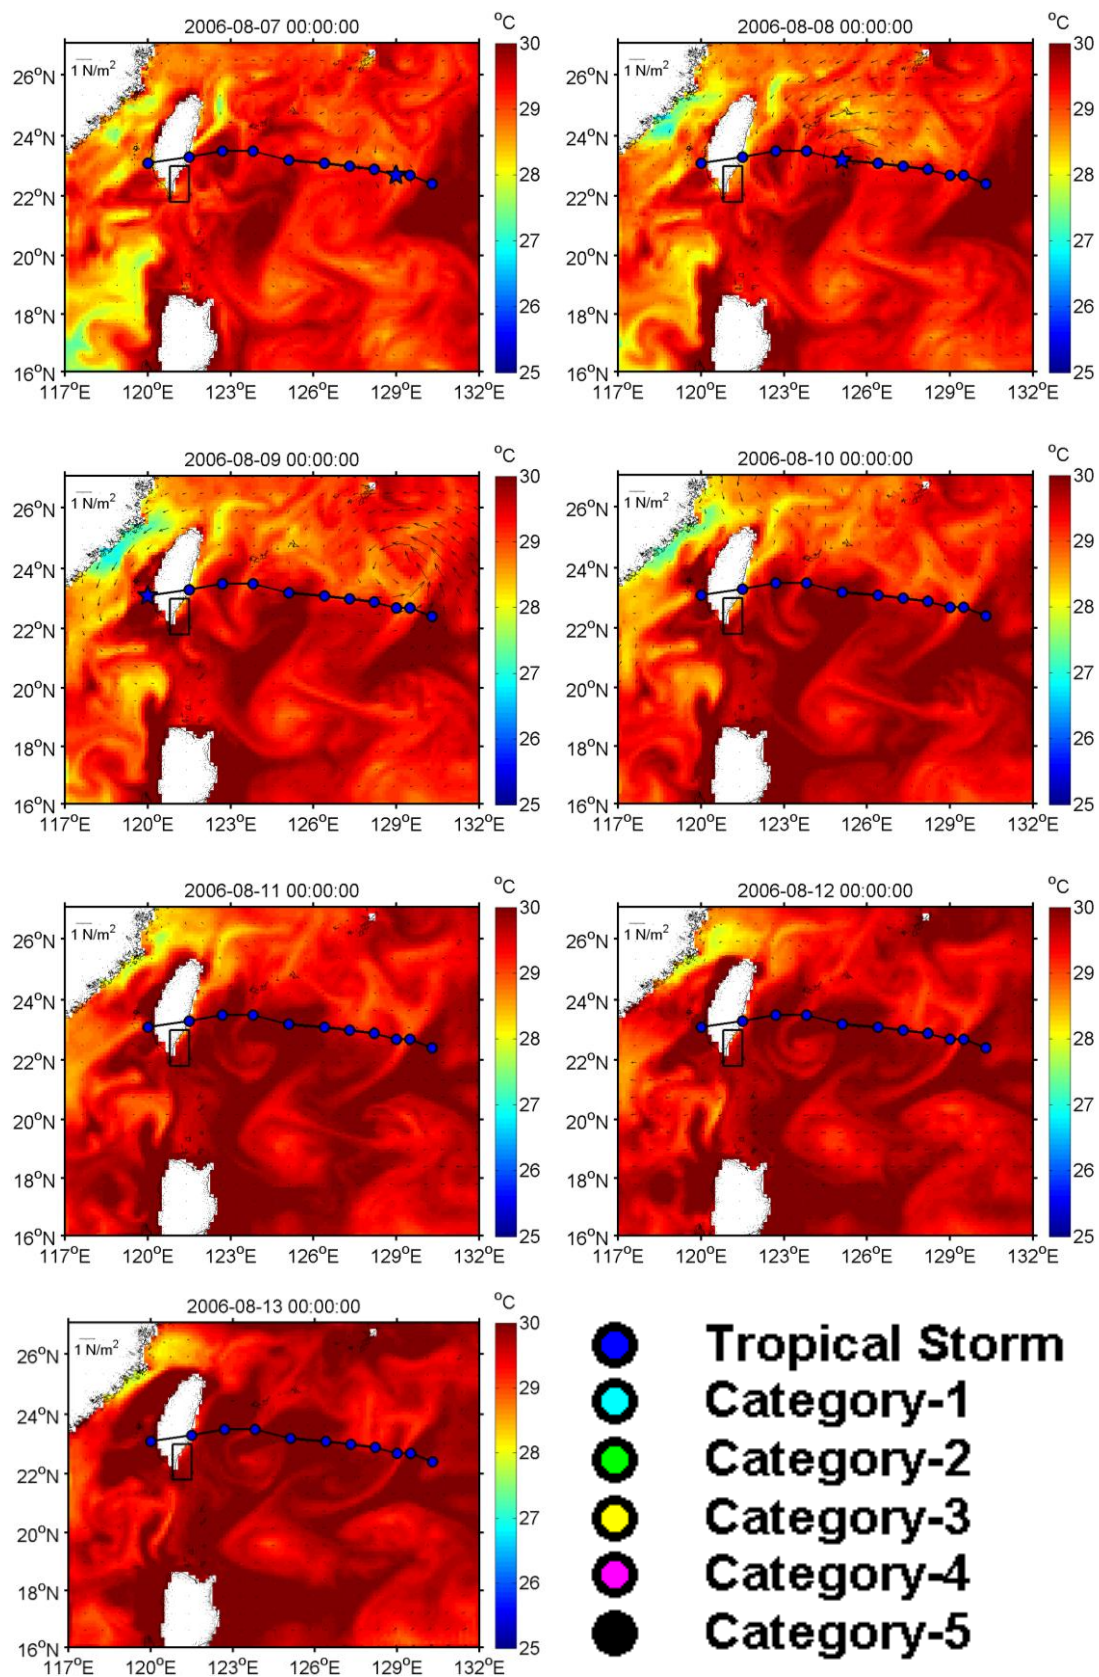 2006-08-07 00:00:00
°C
1 N/m²
26°N
24°N
22°N
20°N
18°N
16°N
117°E 120°E 123°E 126°E 129°E 132°E
30
29
28
27
26
25
2006-08-08 00:00:00
°C
1 N/m²
26°N
24°N
22°N
20°N
18°N
16°N
117°E 120°E 123°E 126°E 129°E 132°E
30
29
28
27
26
25
2006-08-09 00:00:00
°C
1 N/m²
26°N
24°N
22°N
20°N
18°N
16°N
117°E 120°E 123°E 126°E 129°E 132°E
30
29
28
27
26
25
2006-08-10 00:00:00
°C
1 N/m²
26°N
24°N
22°N
20°N
18°N
16°N
117°E 120°E 123°E 126°E 129°E 132°E
30
29
28
27
26
25
2006-08-11 00:00:00
°C
1 N/m²
26°N
24°N
22°N
20°N
18°N
16°N
117°E 120°E 123°E 126°E 129°E 132°E
30
29
28
27
26
25
2006-08-12 00:00:00
°C
1 N/m²
26°N
24°N
22°N
20°N
18°N
16°N
117°E 120°E 123°E 126°E 129°E 132°E
30
29
28
27
26
25
2006-08-13 00:00:00
°C
1 N/m²
26°N
24°N
22°N
20°N
18°N
16°N
117°E 120°E 123°E 126°E 129°E 132°E
30
29
28
27
26
25
Tropical Storm
Category-1
Category-2
Category-3
Category-4
Category-5